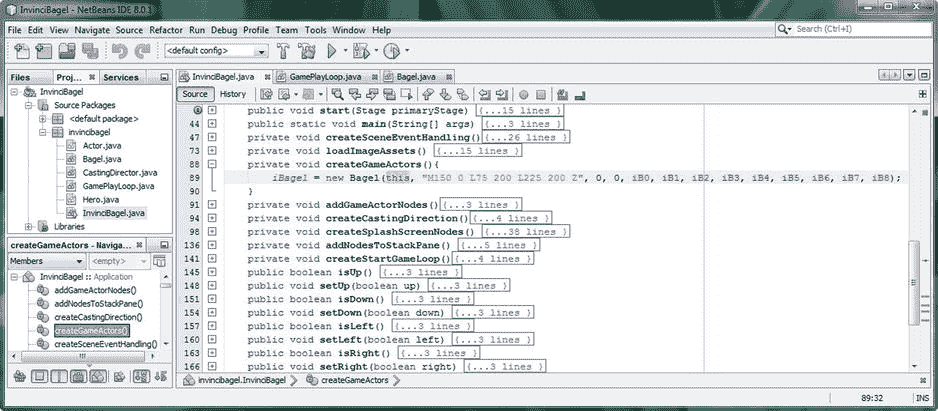 InvinciBagel - NetBeans IDE 8.0.1
File Edit View Navigate Source Refactor Run Debug Profile Team Tools Window Help
Search (Ctrl+I)
<default config>
Files Proj... Services
InvinciBagel
Source Packages
<default package>
invincibagel
Actor.java
Bagel.java
CastingDirector.java
GamePlayLoop.java
Hero.java
InvinciBagel.java
Libraries
createGameActors - Naviga...
Members <empty>
InvinciBagel :: Application
addGameActorNodes()
addNodesToStackPane()
createCastingDirection()
createGameActors()
createSceneEventHandling()
InvinciBagel.java GamePlayLoop.java Bagel.java
Source History
public void start(Stage primaryStage) {...15 lines }
44 public static void main(String[] args) {...3 lines }
47 private void createSceneEventHandling() {...26 lines }
73 private void loadImageAssets() {...15 lines }
88 private void createGameActors(){
89 iBagel = new Bagel(this, "M150 0 L75 200 L225 200 Z", 0, 0, iB0, iB1, iB2, iB3, iB4, iB5, iB6, iB7, iB8);
90 }
91 private void addGameActorNodes() {...3 lines }
94 private void createCastingDirection() {...4 lines }
98 private void createSplashScreenNodes() {...38 lines }
136 private void addNodesToStackPane() {...5 lines }
141 private void createStartGameLoop() {...4 lines }
145 public boolean isUp() {...3 lines }
148 public void setUp(boolean up) {...3 lines }
151 public boolean isDown() {...3 lines }
154 public void setDown(boolean down) {...3 lines }
157 public boolean isLeft() {...3 lines }
160 public void setLeft(boolean left) {...3 lines }
163 public boolean isRight() {...3 lines }
166 public void setRight(boolean right) {...3 lines }
invincibagel.InvinciBagel createGameActors
89:32 INS